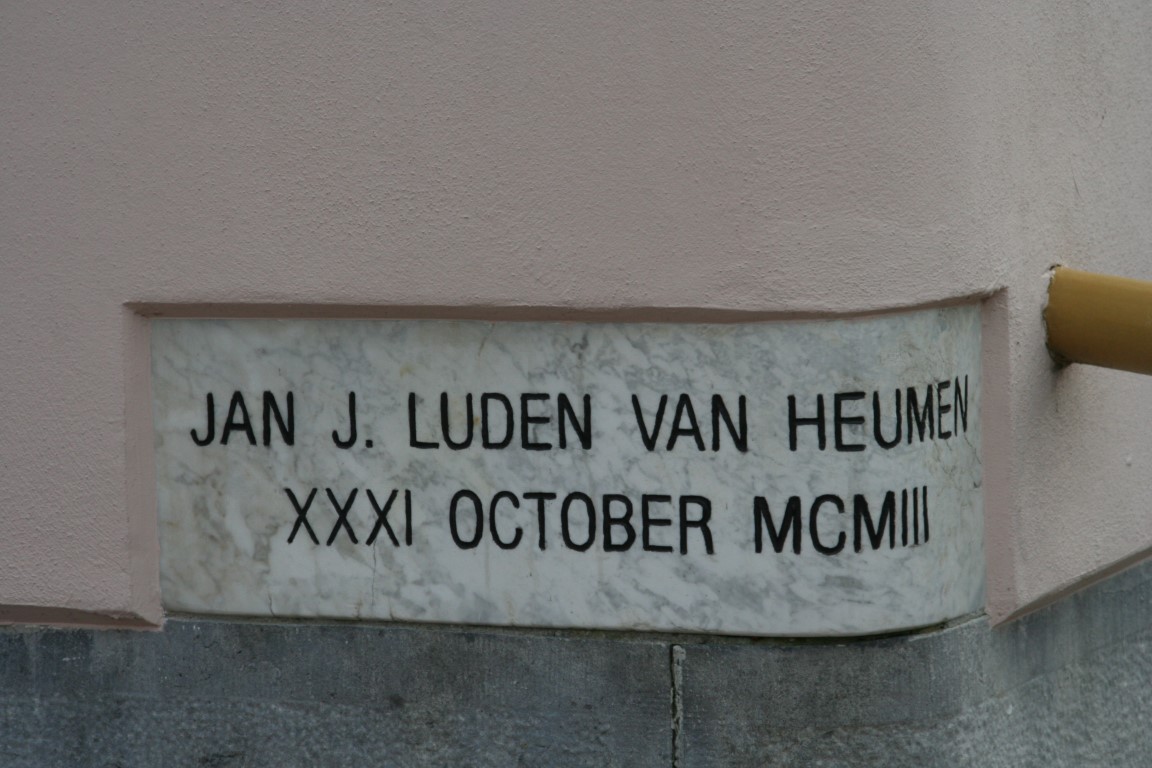 JAN J. LUDEN VAN HEUMEN
XXXI OCTOBER MCMIII